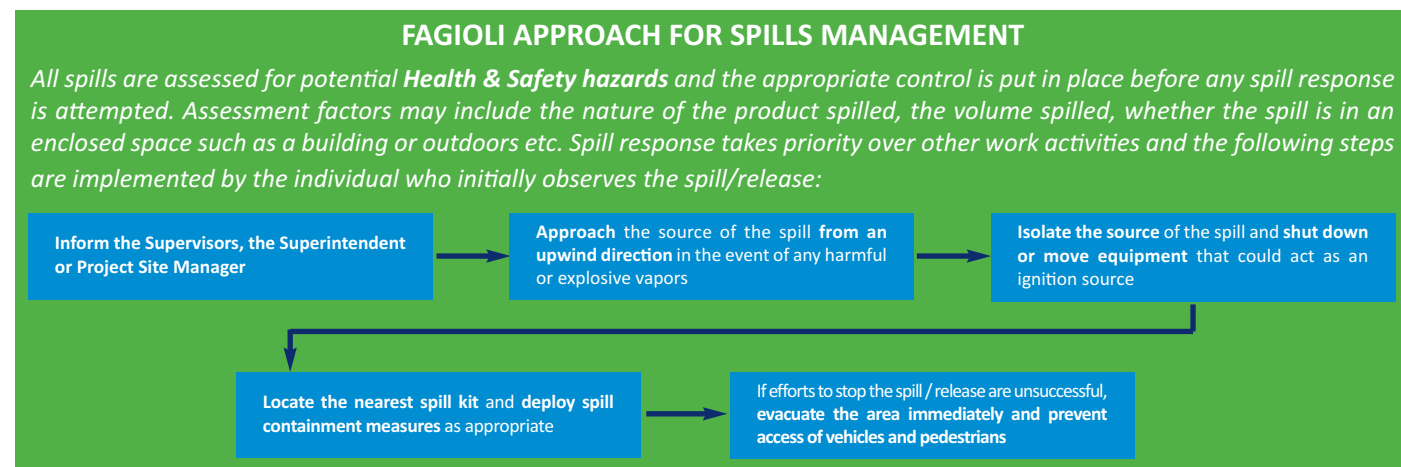 FAGIOLI APPROACH FOR SPILLS MANAGEMENT
All spills are assessed for potential Health & Safety hazards and the appropriate control is put in place before any spill response
is attempted. Assessment factors may include the nature of the product spilled, the volume spilled, whether the spill is in an
enclosed space such as a building or outdoors etc. Spill response takes priority over other work activities and the following steps
are implemented by the individual who initially observes the spill/release:
Inform the Supervisors, the Superintendent
or Project Site Manager
Approach the source of the spill from an
upwind direction in the event of any harmful
or explosive vapors
Isolate the source of the spill and shut down
or move equipment that could act as an
ignition source
Locate the nearest spill kit and deploy spill
containment measures as appropriate
If efforts to stop the spill / release are unsuccessful,
evacuate the area immediately and prevent
access of vehicles and pedestrians